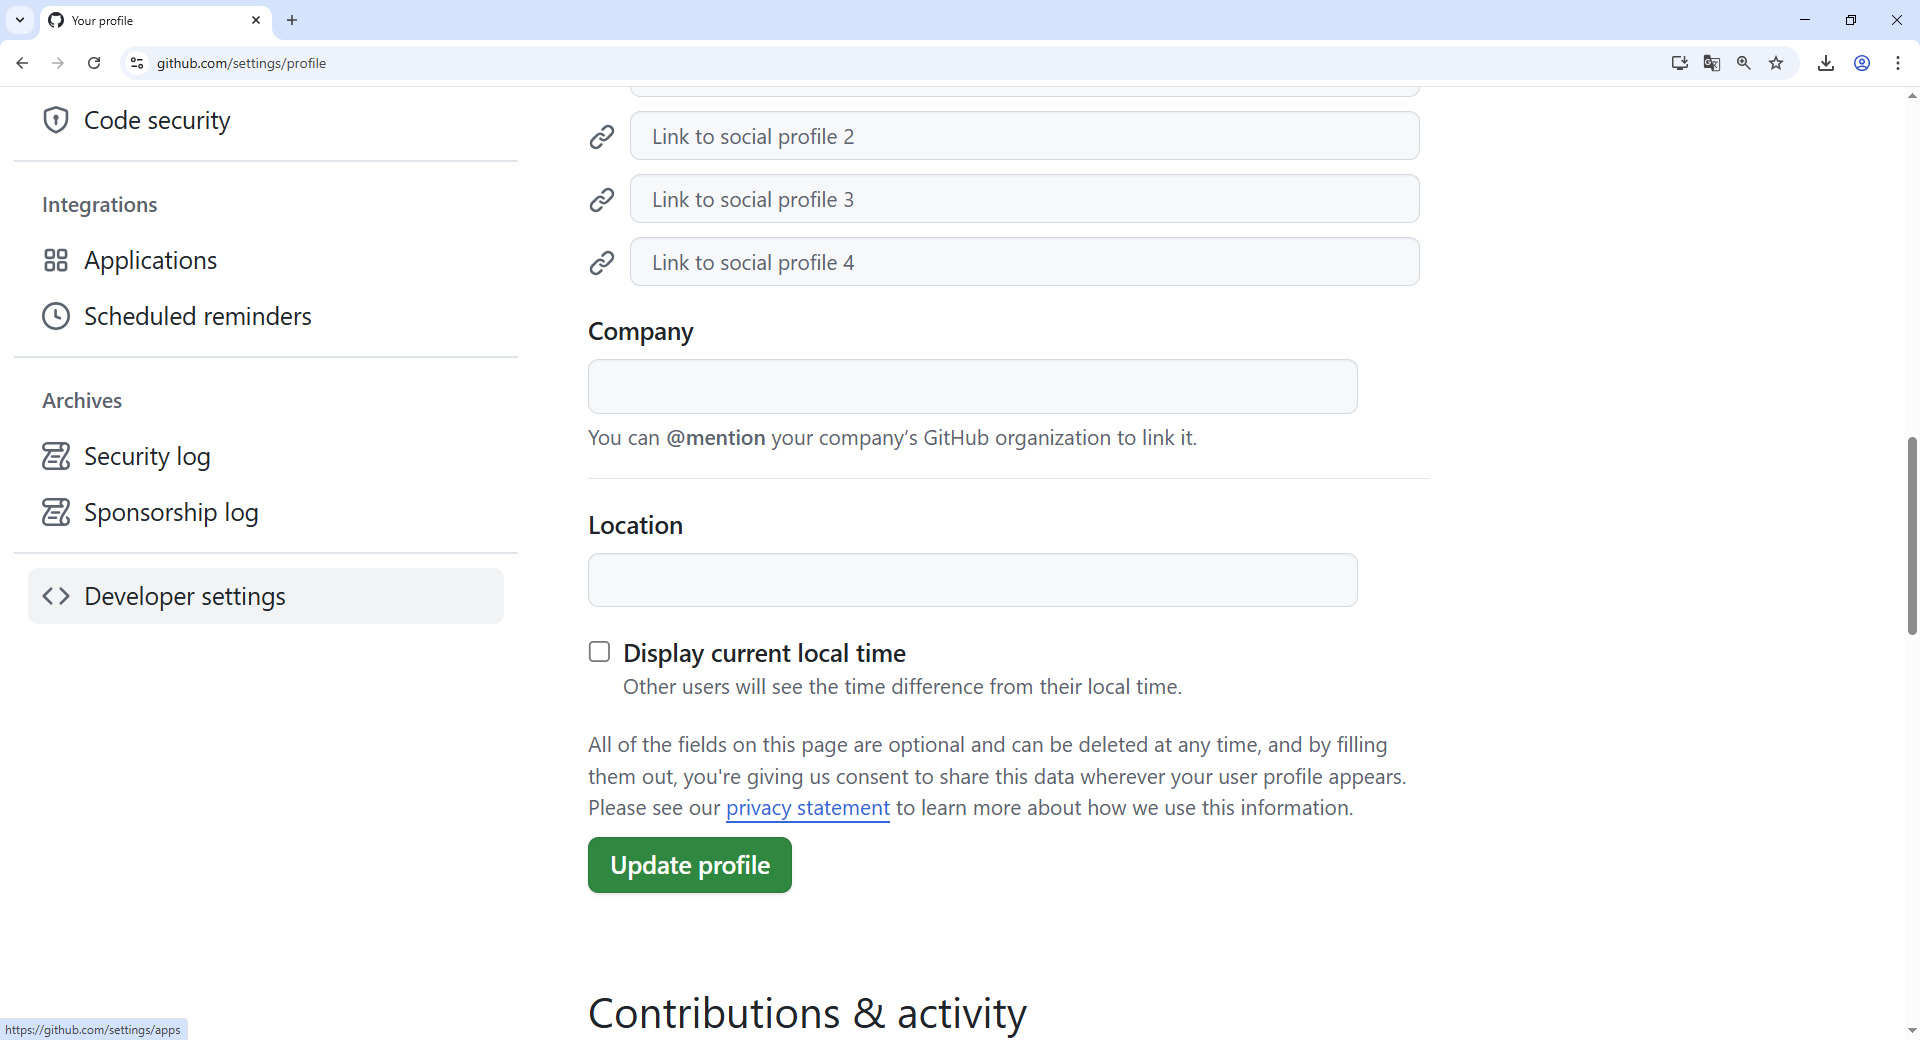 Your profile
github.com/settings/profile
Code security
Integrations
Applications
Scheduled reminders
Archives
Security log
Sponsorship log
Developer settings
Link to social profile 2
Link to social profile 3
Link to social profile 4
Company
You can @mention your company’s GitHub organization to link it.
Location
Display current local time
Other users will see the time difference from their local time.
All of the fields on this page are optional and can be deleted at any time, and by filling
them out, you're giving us consent to share this data wherever your user profile appears.
Please see our privacy statement to learn more about how we use this information.
Update profile
Contributions & activity
https://github.com/settings/apps